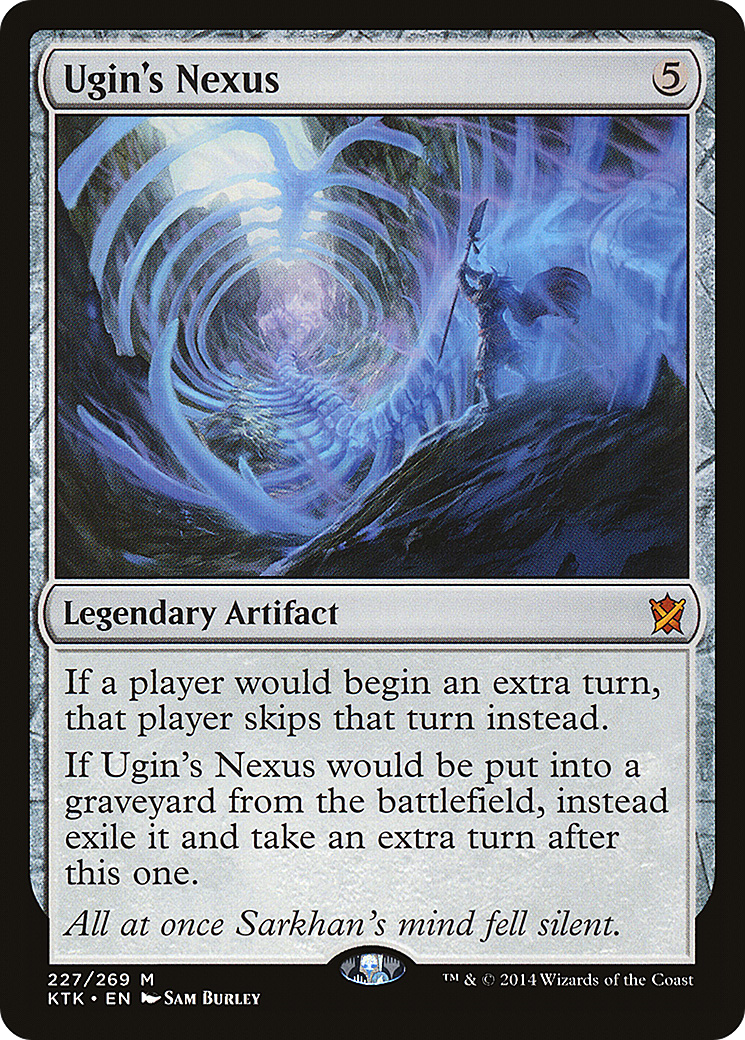 Ugin's Nexus 5
Legendary Artifact
If a player would begin an extra turn,
that player skips that turn instead.
If Ugin's Nexus would be put into a
graveyard from the battlefield, instead
exile it and take an extra turn after
this one.
All at once Sarkhan's mind fell silent.
227/269 M
KTK • EN Sam Burley
™ & © 2014 Wizards of the Coast